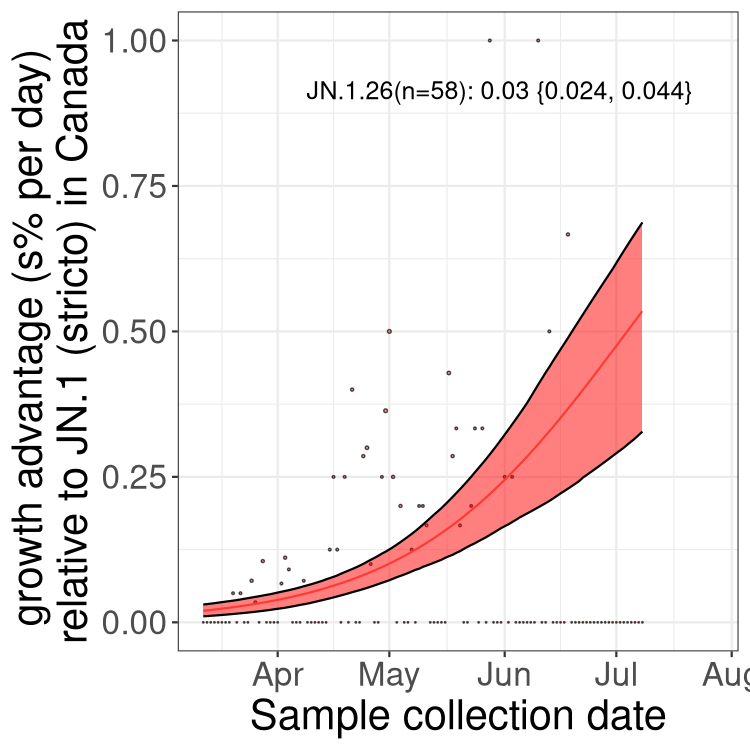 growth advantage (s% per day)
relative to JN.1 (stricto) in Canada
1.00
JN.1.26(n=58): 0.03 {0.024, 0.044}
0.75
0.50
0.25
0.00
Apr May Jun Jul Aug
Sample collection date